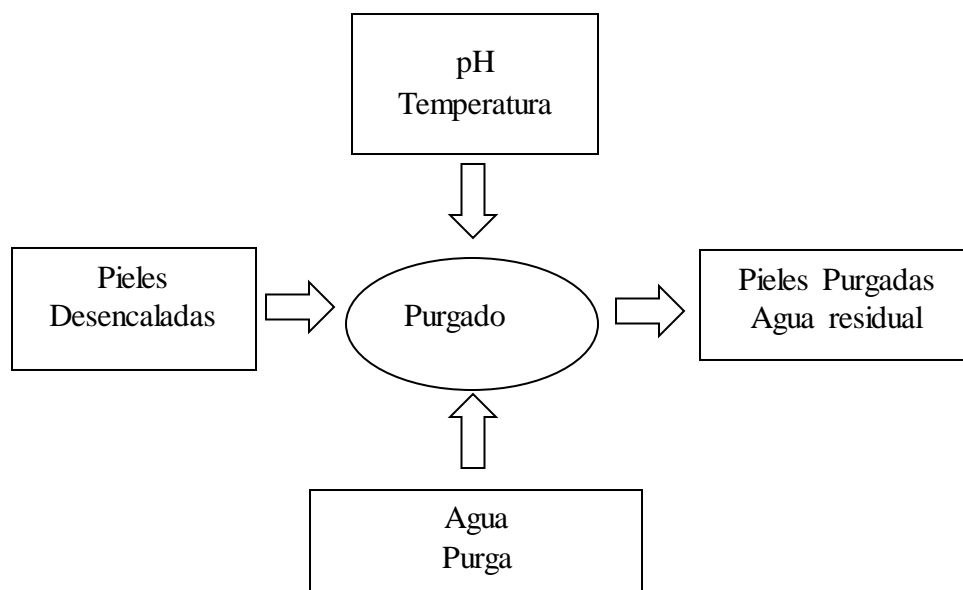 pH
Temperatura
Pieles
Desencaladas
Purgado
Pieles Purgadas
Agua residual
Agua
Purga